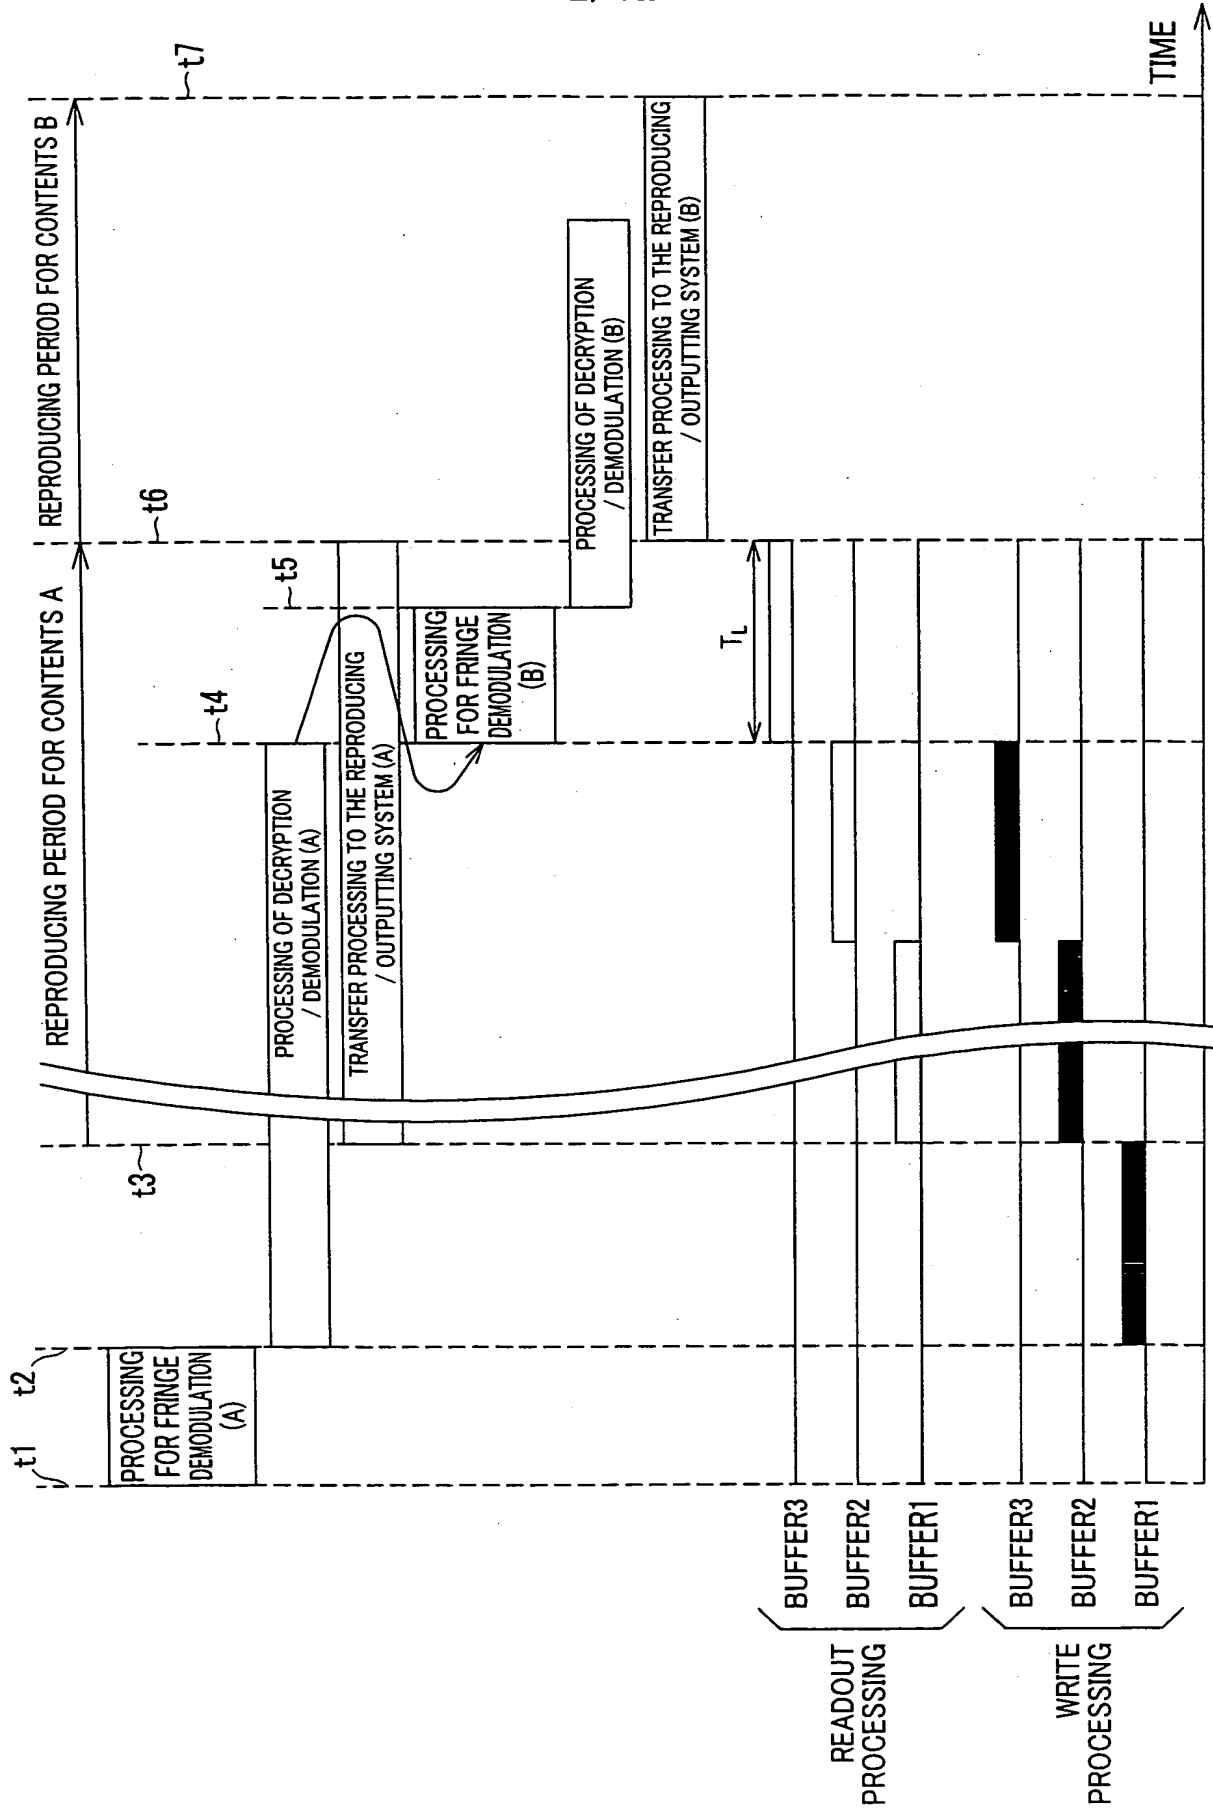 t1
t2
t3
t4
t5
t6
t7
REPRODUCING PERIOD FOR CONTENTS A
REPRODUCING PERIOD FOR CONTENTS B
PROCESSING
FOR FRINGE
DEMODULATION
(A)
PROCESSING OF DECRYPTION
/ DEMODULATION (A)
TRANSFER PROCESSING TO THE REPRODUCING
/ OUTPUTTING SYSTEM (A)
PROCESSING
FOR FRINGE
DEMODULATION
(B)
PROCESSING OF DECRYPTION
/ DEMODULATION (B)
TRANSFER PROCESSING TO THE REPRODUCING
/ OUTPUTTING SYSTEM (B)
TL
READOUT
PROCESSING
BUFFER3
BUFFER2
BUFFER1
WRITE
PROCESSING
BUFFER3
BUFFER2
BUFFER1
TIME